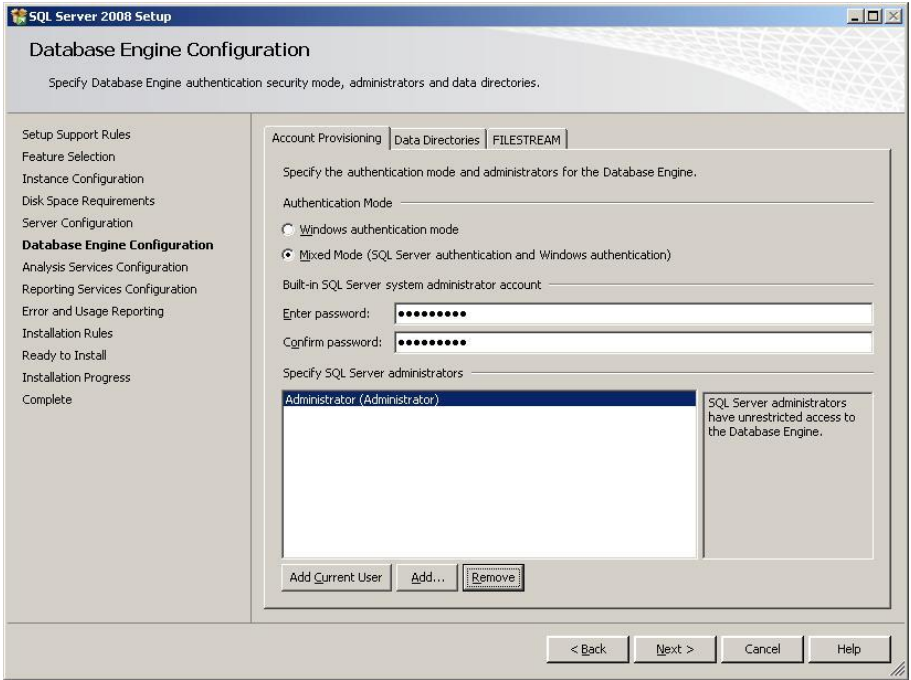 SQL Server 2008 Setup
Database Engine Configuration
Specify Database Engine authentication security mode, administrators and data directories.
Setup Support Rules
Feature Selection
Instance Configuration
Disk Space Requirements
Server Configuration
Database Engine Configuration
Analysis Services Configuration
Reporting Services Configuration
Error and Usage Reporting
Installation Rules
Ready to Install
Installation Progress
Complete
Account Provisioning
Data Directories
FILESTREAM
Specify the authentication mode and administrators for the Database Engine.
Authentication Mode
Windows authentication mode
Mixed Mode (SQL Server authentication and Windows authentication)
Built-in SQL Server system administrator account
Enter password: ●●●●●●●●●
Confirm password: ●●●●●●●●●
Specify SQL Server administrators
Administrator (Administrator)
SQL Server administrators
have unrestricted access to
the Database Engine.
Add Current User
Add...
Remove
< Back
Next >
Cancel
Help